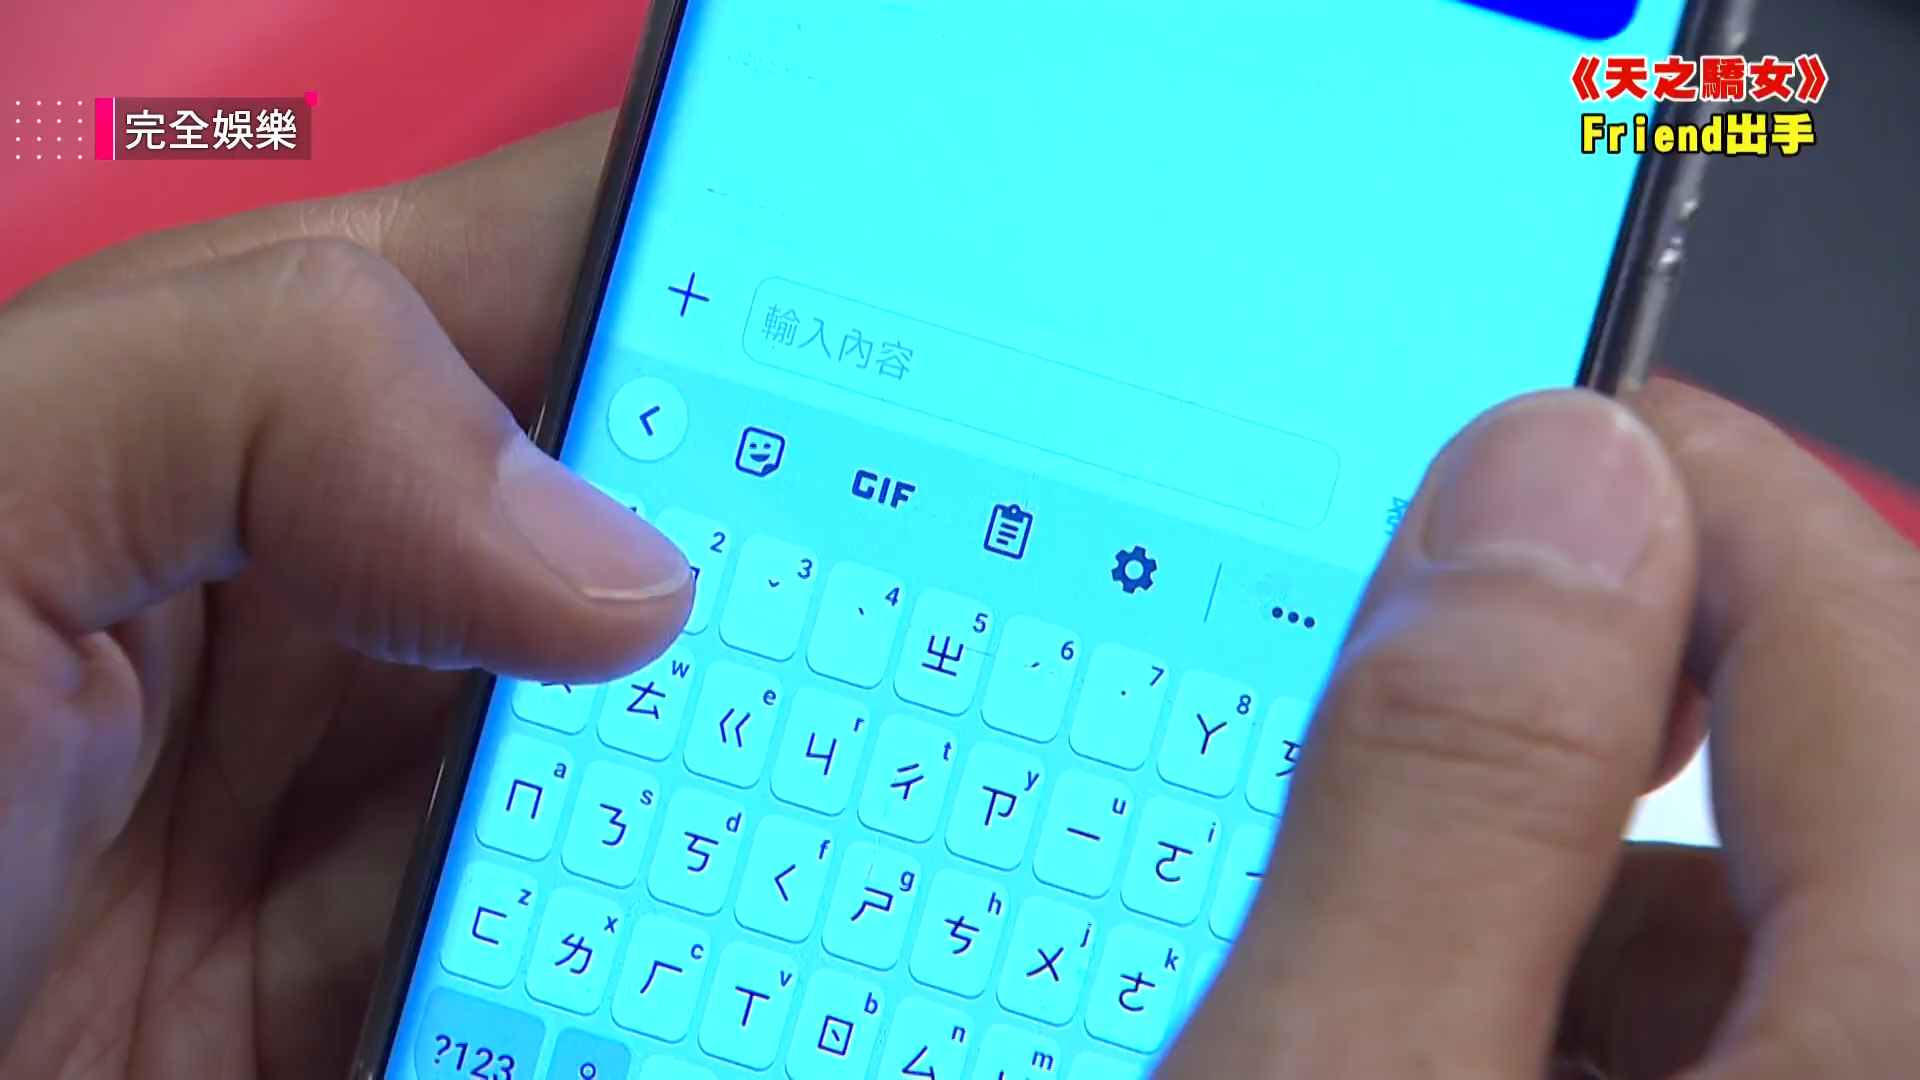 完全娛樂
《天之驕女》
Friend出手
輸入內容
GIF
2 3 4 5 6 7 8
ˇ ˋ ㄓ ˊ ˙ ㄚ
w e r t y u i
ㄊ ㄍ ㄐ ㄔ ㄗ ㄧ ㄛ
a s d f g h j k
ㄇ ㄋ ㄎ ㄑ ㄕ ㄘ ㄨ ㄜ
z x c v b n m
ㄈ ㄌ ㄏ ㄒ ㄖ ㄙ
?123